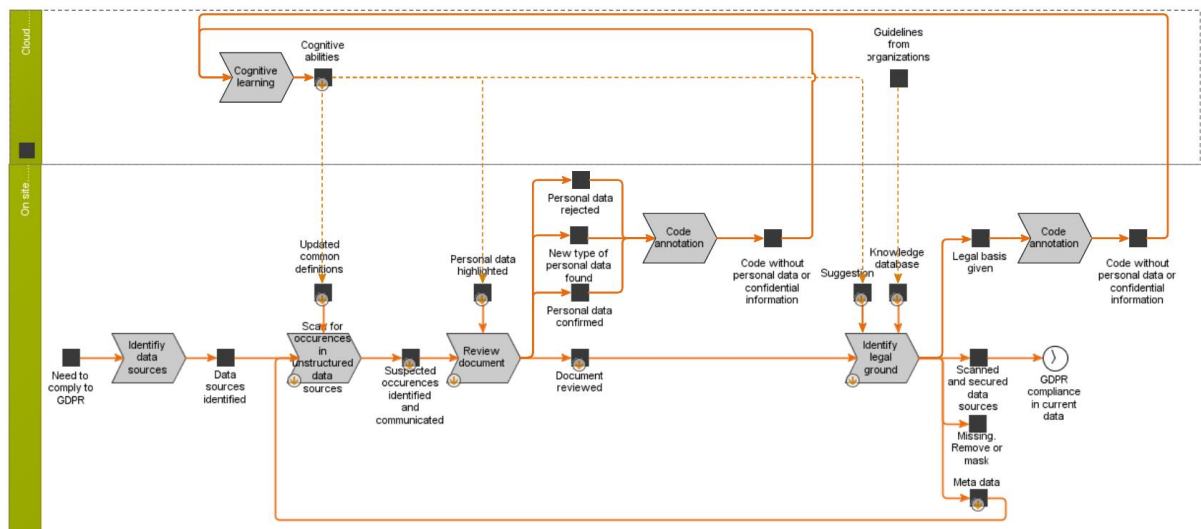 Cloud......
Cognitive
learning
Cognitive
abilities
Guidelines
from
organizations
On site......
Personal data
rejected
New type of
personal data
found
Personal data
confirmed
Code
annotation
Code without
personal data or
confidential
information
Updated
common
definitions
Personal data
highlighted
Suggestion
Knowledge
database
Legal basis
given
Code
annotation
Code without
personal data or
confidential
information
Need to
comply to
GDPR
Identifiy
data
sources
Data
sources
identified
Scan for
occurences in
unstructured
data
sources
Suspected
occurences
identified
and
communicated
Review
document
Document
reviewed
Identify
legal
ground
Scanned
and secured
data
sources
GDPR
compliance
in current
data
Missing.
Remove or
mask
Meta data